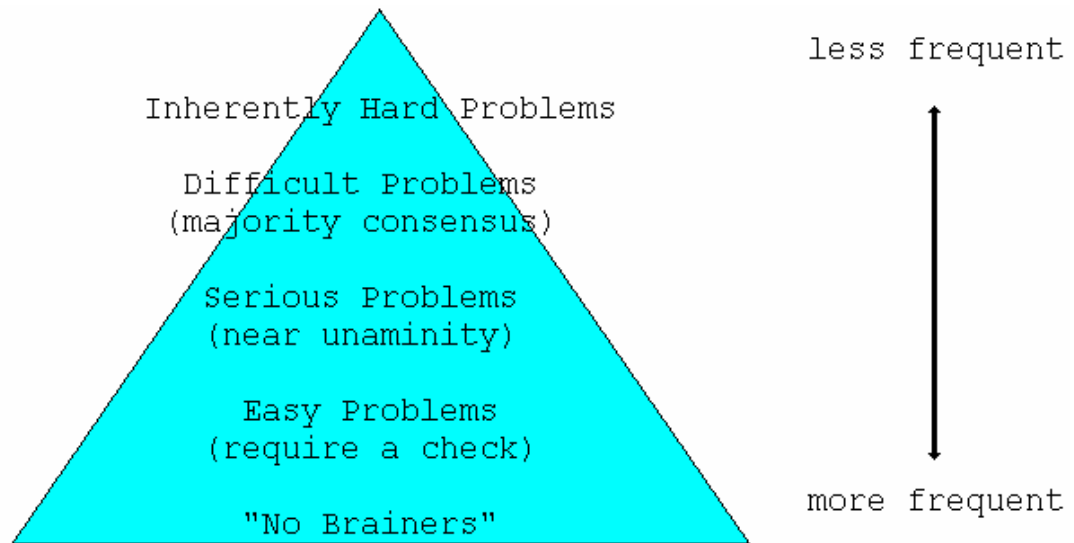 less frequent
Inherently Hard Problems
Difficult Problems
(majority consensus)
Serious Problems
(near unaminity)
Easy Problems
(require a check)
more frequent
"No Brainers"